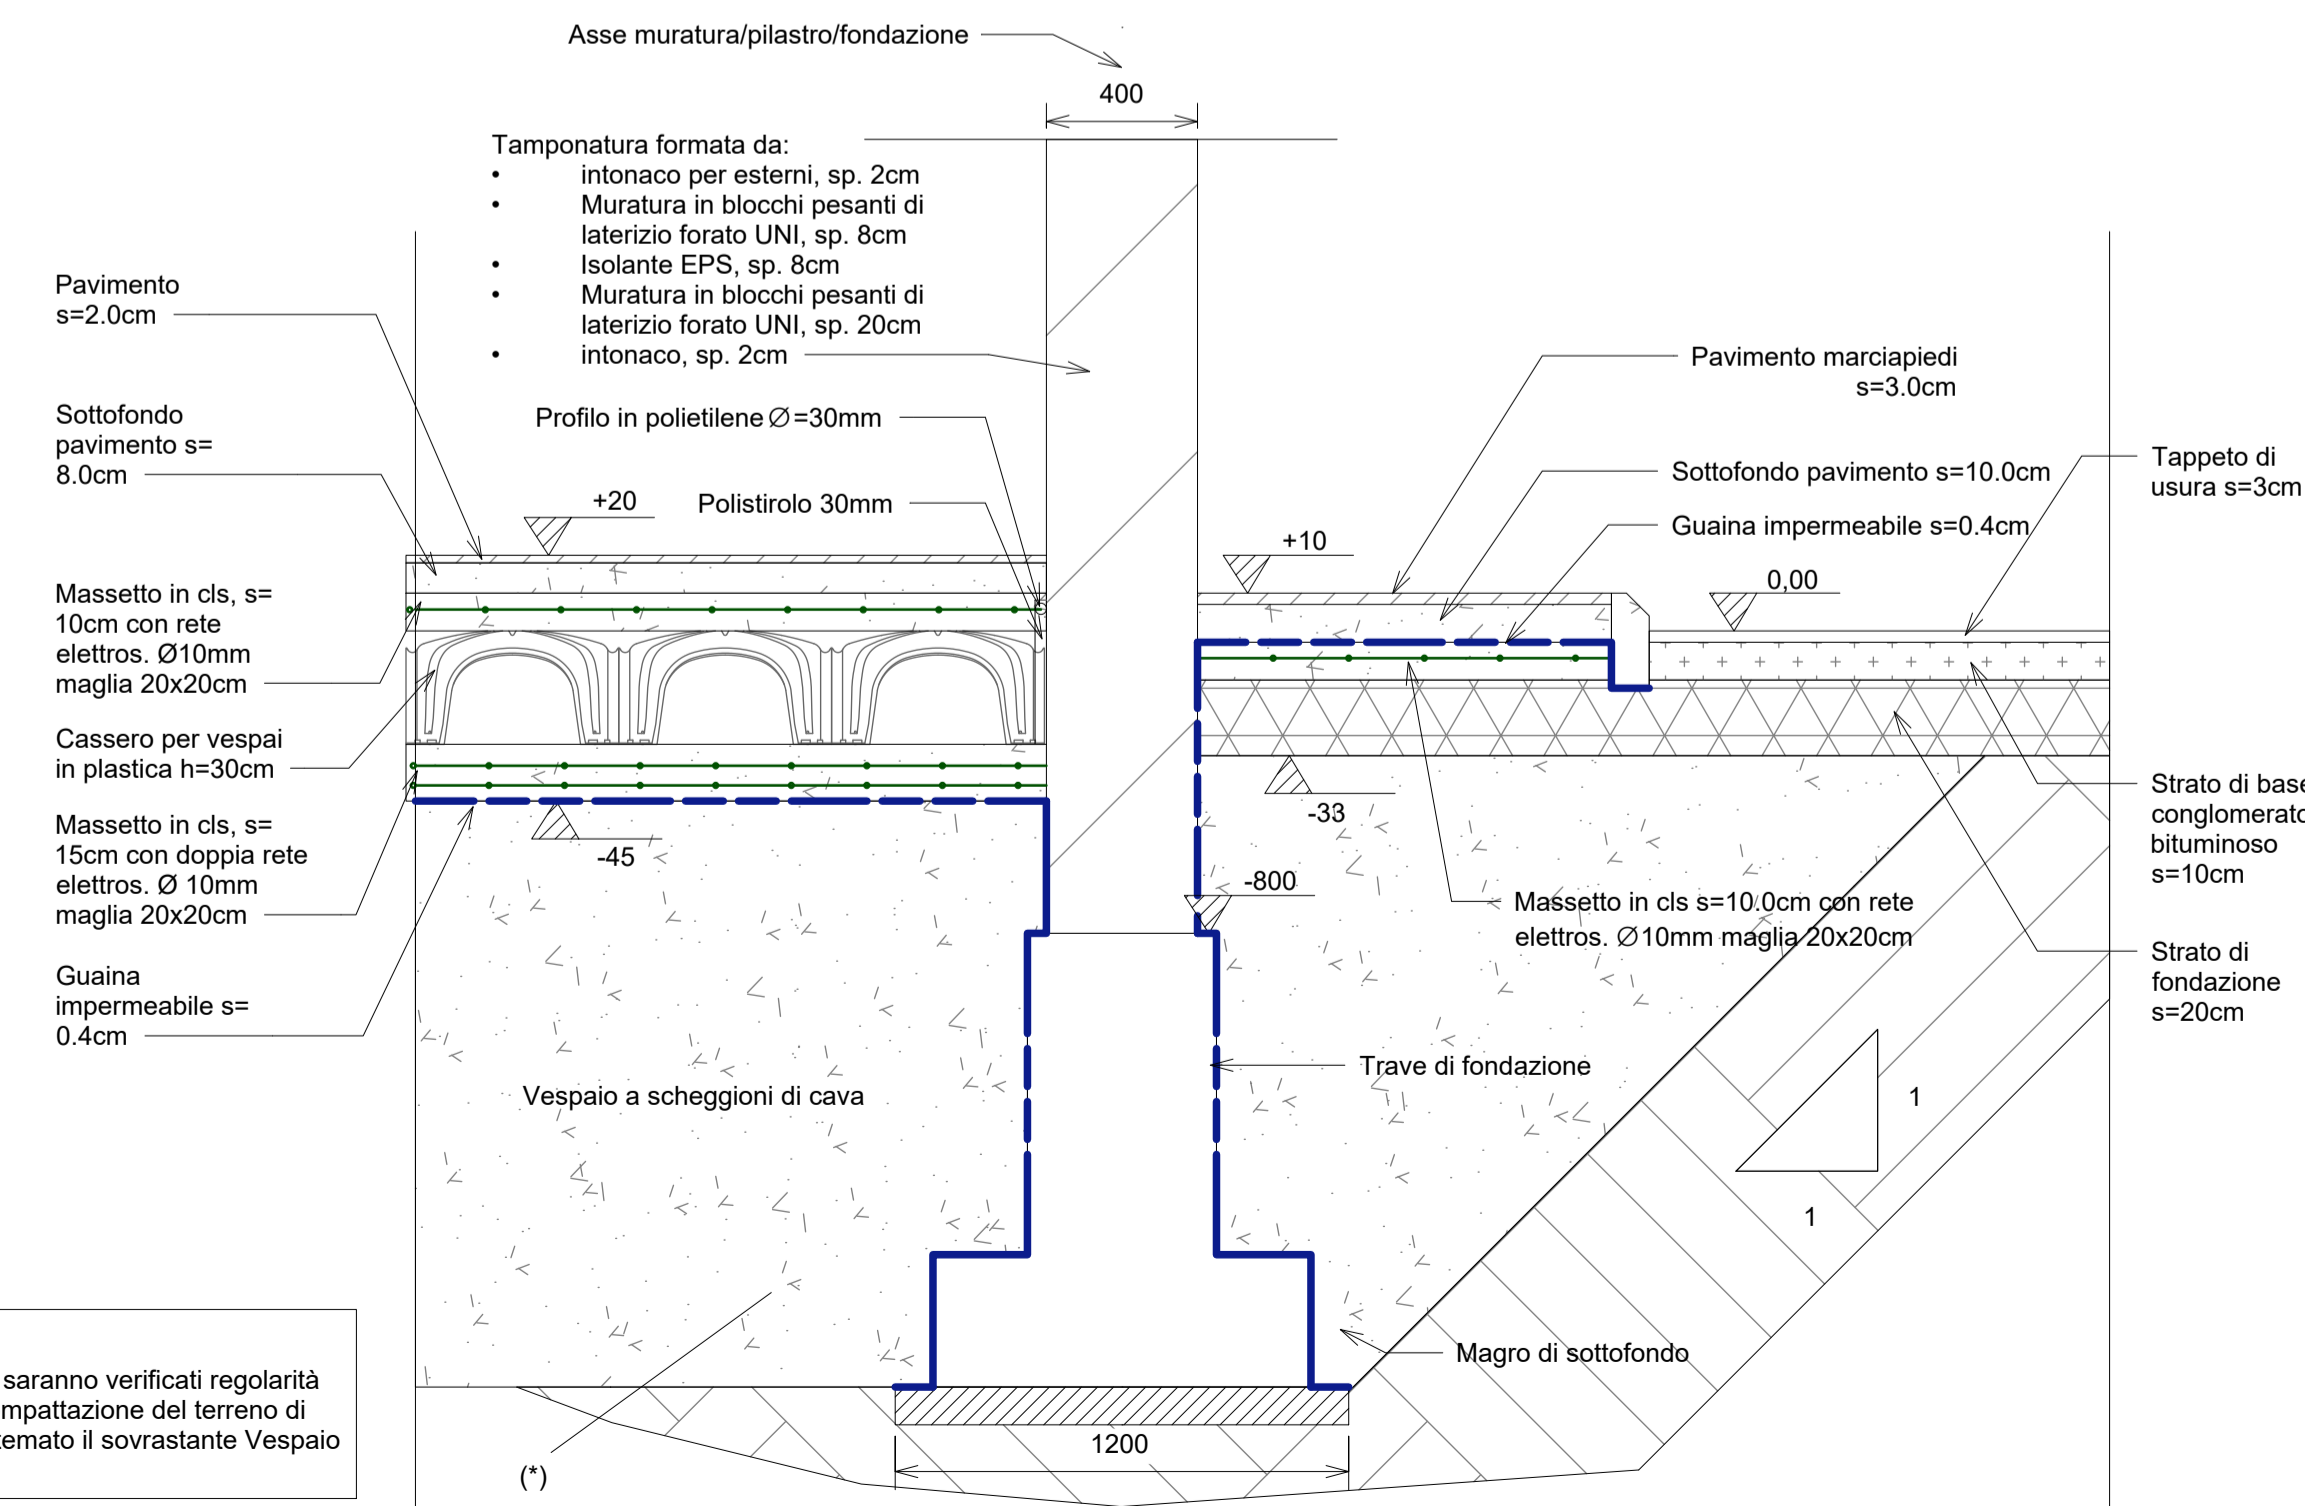 Asse muratura/pilastro/fondazione
400
Tamponatura formata da:
• intonaco per esterni, sp. 2cm
• Muratura in blocchi pesanti di
laterizio forato UNI, sp. 8cm
• Isolante EPS, sp. 8cm
• Muratura in blocchi pesanti di
laterizio forato UNI, sp. 20cm
• intonaco, sp. 2cm
Pavimento
s=2.0cm
Sottofondo
pavimento s=
8.0cm
Massetto in cls, s=
10cm con rete
elettros. Ø10mm
maglia 20x20cm
Cassero per vespai
in plastica h=30cm
Massetto in cls, s=
15cm con doppia rete
elettros. Ø 10mm
maglia 20x20cm
Guaina
impermeabile s=
0.4cm
Profilo in polietilene Ø=30mm
Polistirolo 30mm
+20
-45
Pavimento marciapiedi
s=3.0cm
Sottofondo pavimento s=10.0cm
Guaina impermeabile s=0.4cm
+10
0,00
-33
-800
Tappeto di
usura s=3cm
Strato di base
conglomerato
bituminoso
s=10cm
Massetto in cls s=10.0cm con rete
elettros. Ø10mm maglia 20x20cm
Strato di
fondazione
s=20cm
Trave di fondazione
Vespaio a scheggioni di cava
1
1
Magro di sottofondo
1200
(*)
saranno verificati regolarità
mpattazione del terreno di
temato il sovrastante Vespaio